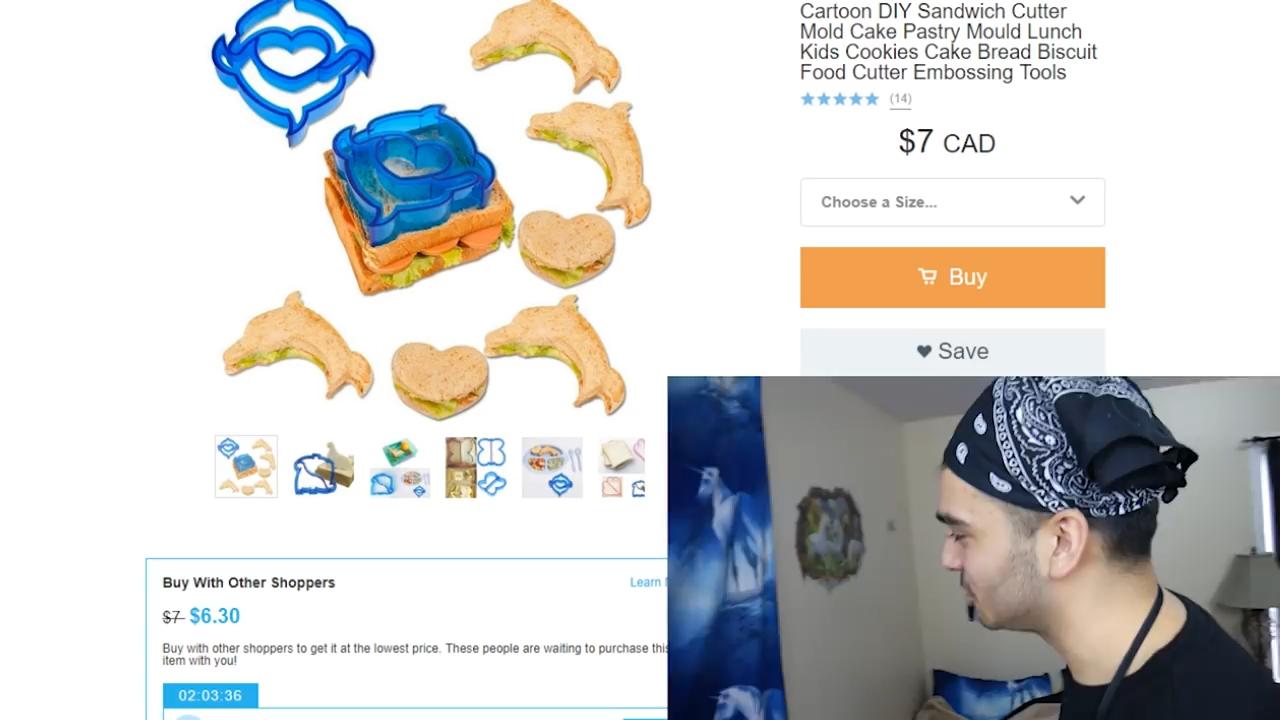 Cartoon DIY Sandwich Cutter
Mold Cake Pastry Mould Lunch
Kids Cookies Cake Bread Biscuit
Food Cutter Embossing Tools
(14)
$7 CAD
Choose a Size...
Buy
Save
Buy With Other Shoppers
Learn
$7 $6.30
Buy with other shoppers to get it at the lowest price. These people are waiting to purchase this
item with you!
02:03:36